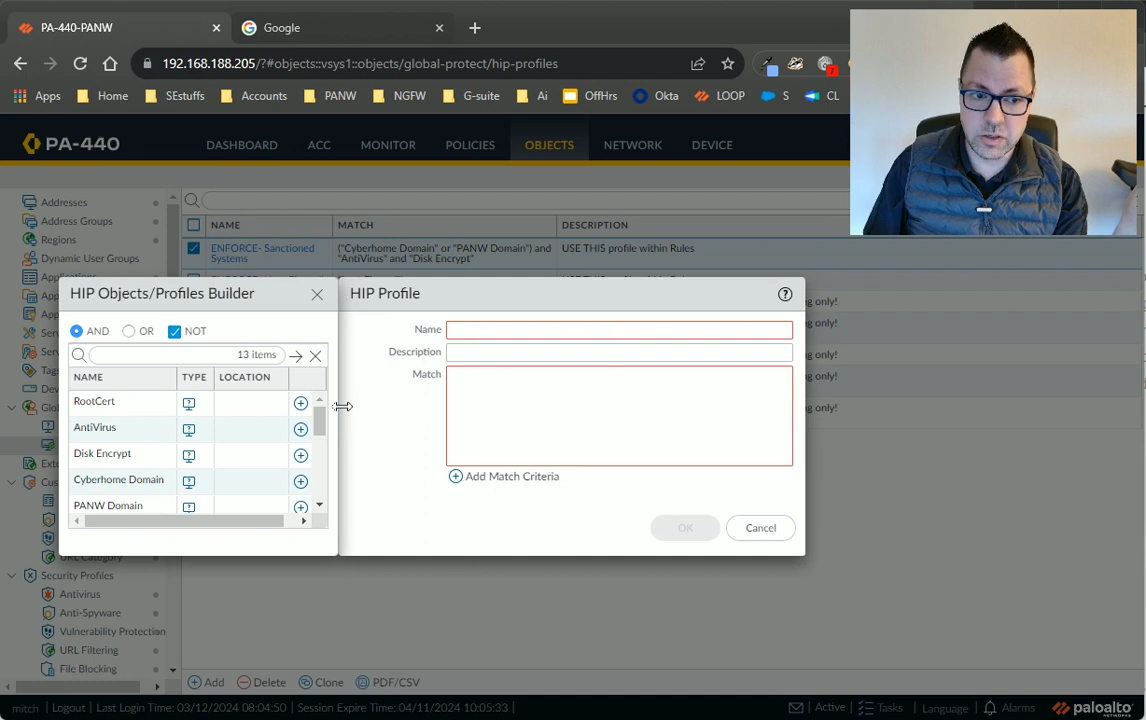 PA-440-PANW
Google
192.168.188.205/?#objects::vsys1::objects/global-protect/hip-profiles
7
Apps Home SEstuffs Accounts PANW NGFW G-suite Ai OffHrs Okta LOOP S CL
PA-440 DASHBOARD ACC MONITOR POLICIES OBJECTS NETWORK DEVICE
Addresses
Address Groups
Regions
Dynamic User Groups
Security Profiles
Antivirus
Anti-Spyware
Vulnerability Protection
URL Filtering
File Blocking
NAME MATCH DESCRIPTION
ENFORCE- Sanctioned Systems
("Cyberhome Domain" or "PANW Domain") and "AntiVirus" and "Disk Encrypt"
USE THIS profile within Rules
ng only!
ng only!
ng only!
ng only!
ng only!
HIP Objects/Profiles Builder
AND OR NOT
13 items
NAME TYPE LOCATION
RootCert
AntiVirus
Disk Encrypt
Cyberhome Domain
PANW Domain
HIP Profile
Name
Description
Match
Add Match Criteria
OK Cancel
Add Delete Clone PDF/CSV
mitch | Logout | Last Login Time: 03/12/2024 08:04:50 | Session Expire Time: 04/11/2024 10:05:33 |
Active Tasks Language Alarms paloalto
NETWORKS